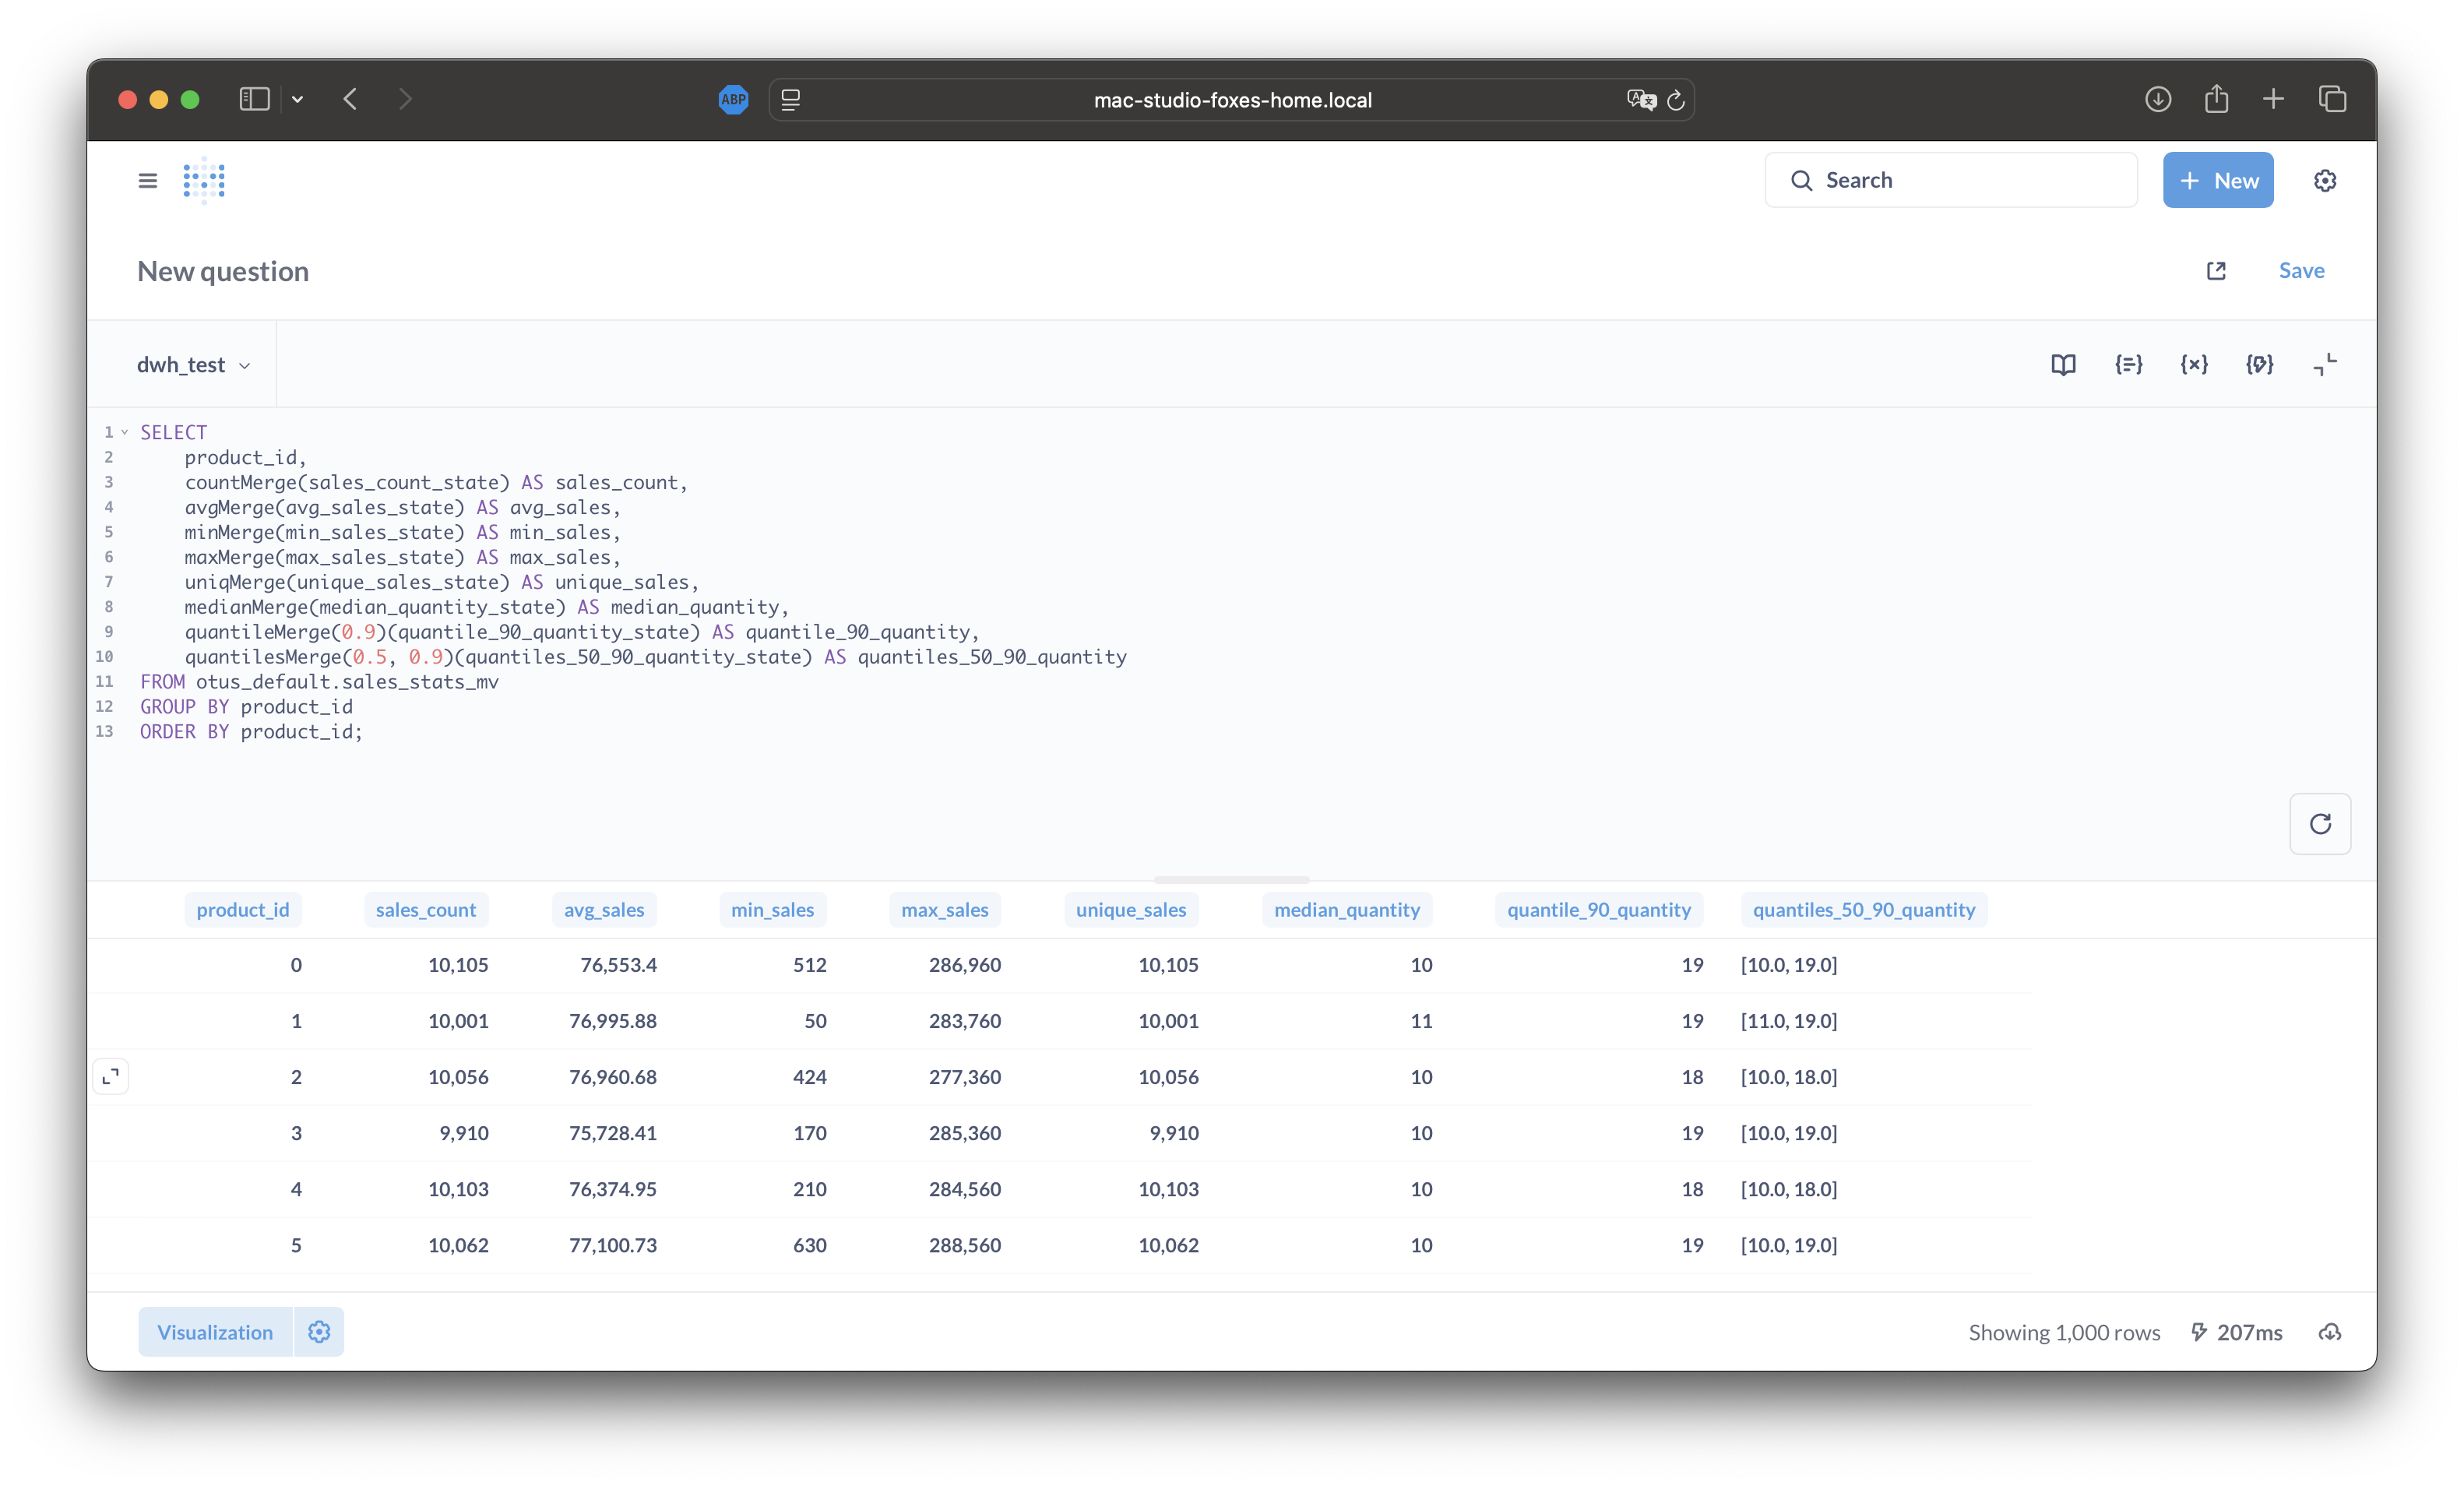 ABP
mac-studio-foxes-home.local
Search
+ New
New question
Save
dwh_test
1 SELECT
2 product_id,
3 countMerge(sales_count_state) AS sales_count,
4 avgMerge(avg_sales_state) AS avg_sales,
5 minMerge(min_sales_state) AS min_sales,
6 maxMerge(max_sales_state) AS max_sales,
7 uniqMerge(unique_sales_state) AS unique_sales,
8 medianMerge(median_quantity_state) AS median_quantity,
9 quantileMerge(0.9)(quantile_90_quantity_state) AS quantile_90_quantity,
10 quantilesMerge(0.5, 0.9)(quantiles_50_90_quantity_state) AS quantiles_50_90_quantity
11 FROM otus_default.sales_stats_mv
12 GROUP BY product_id
13 ORDER BY product_id;
product_id sales_count avg_sales min_sales max_sales unique_sales median_quantity quantile_90_quantity quantiles_50_90_quantity
0 10,105 76,553.4 512 286,960 10,105 10 19 [10.0, 19.0]
1 10,001 76,995.88 50 283,760 10,001 11 19 [11.0, 19.0]
2 10,056 76,960.68 424 277,360 10,056 10 18 [10.0, 18.0]
3 9,910 75,728.41 170 285,360 9,910 10 19 [10.0, 19.0]
4 10,103 76,374.95 210 284,560 10,103 10 18 [10.0, 18.0]
5 10,062 77,100.73 630 288,560 10,062 10 19 [10.0, 19.0]
Visualization
Showing 1,000 rows 207ms